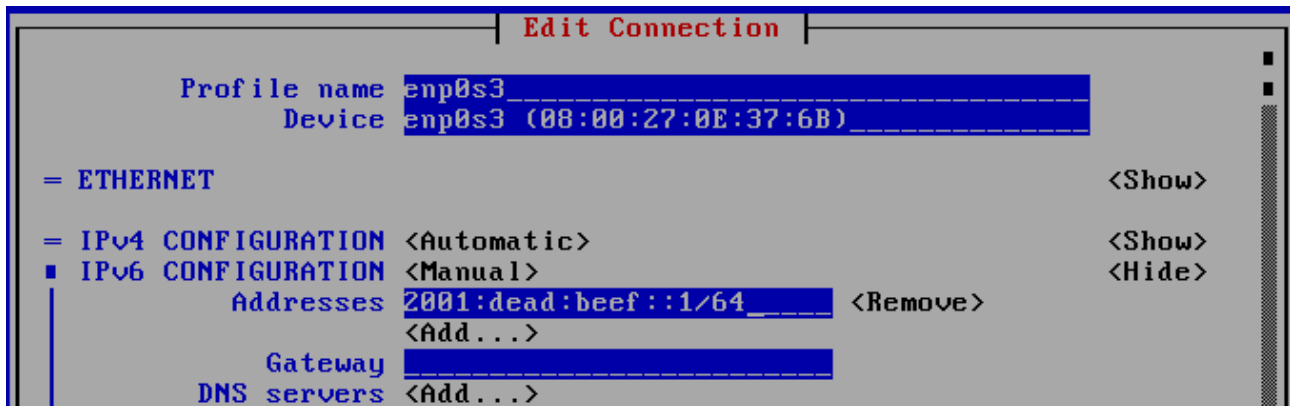 Edit Connection
Profile name enp0s3
Device enp0s3 (08:00:27:0E:37:6B)
= ETHERNET <Show>
= IPv4 CONFIGURATION <Automatic> <Show>
IPv6 CONFIGURATION <Manual> <Hide>
Addresses 2001:dead:beef::1/64 <Remove>
<Add...>
Gateway
DNS servers <Add...>